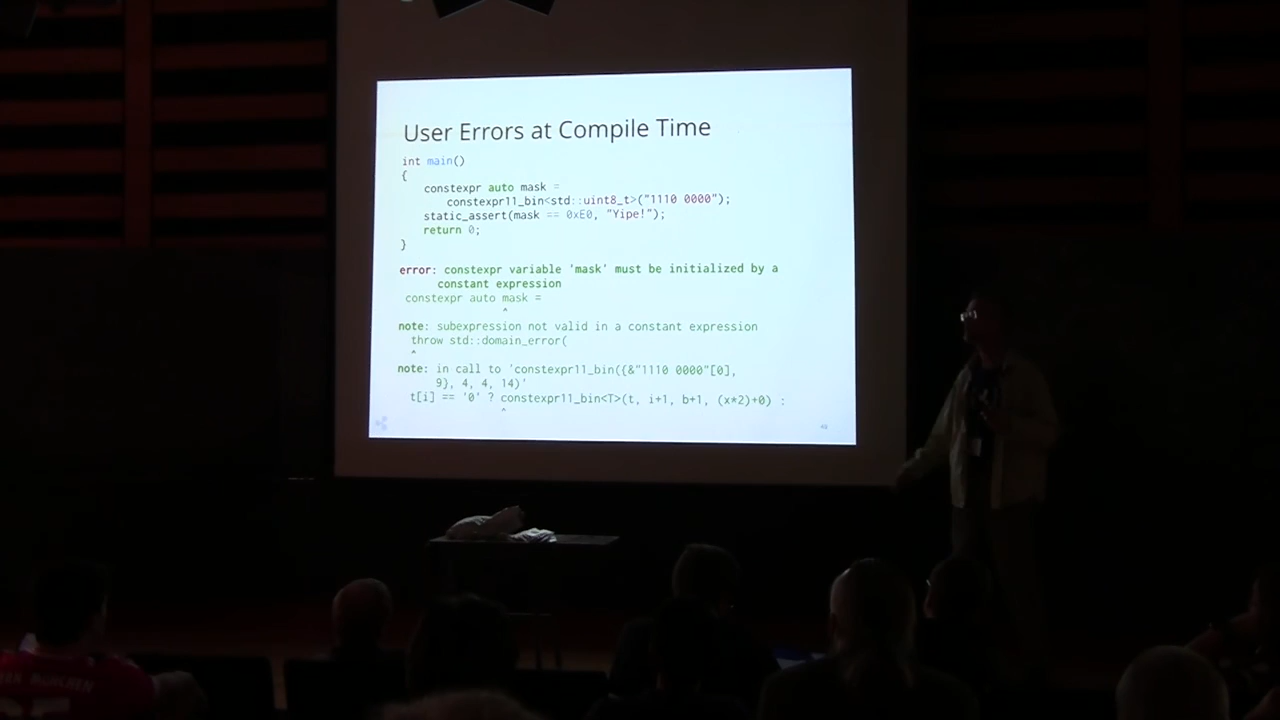 User Errors at Compile Time
int main()
{
constexpr auto mask =
constexpr11_bin<std::uint8_t>("1110 0000");
static_assert(mask == 0xE0, "Yipe!");
return 0;
}
error: constexpr variable 'mask' must be initialized by a
constant expression
constexpr auto mask =
^
note: subexpression not valid in a constant expression
throw std::domain_error(
^
note: in call to 'constexpr11_bin({&"1110 0000"[0],
9}, 4, 4, 14)'
t[i] == '0' ? constexpr11_bin<T>(t, i+1, b+1, (x*2)+0) :
^